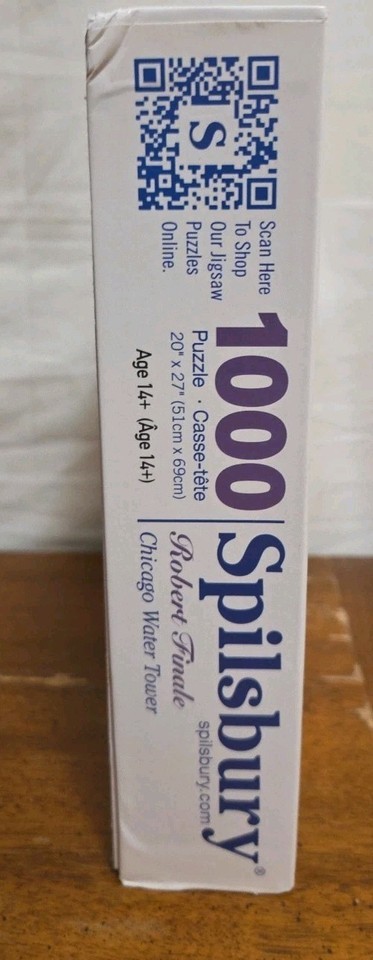 S
Scan Here
To Shop
Our Jigsaw
Puzzles
Online.
1000
Puzzle · Casse-tête
20" x 27" (51cm x 69cm)
Age 14+ (Âge 14+)
Spilsbury®
spilsbury.com
Robert Finale
Chicago Water Tower